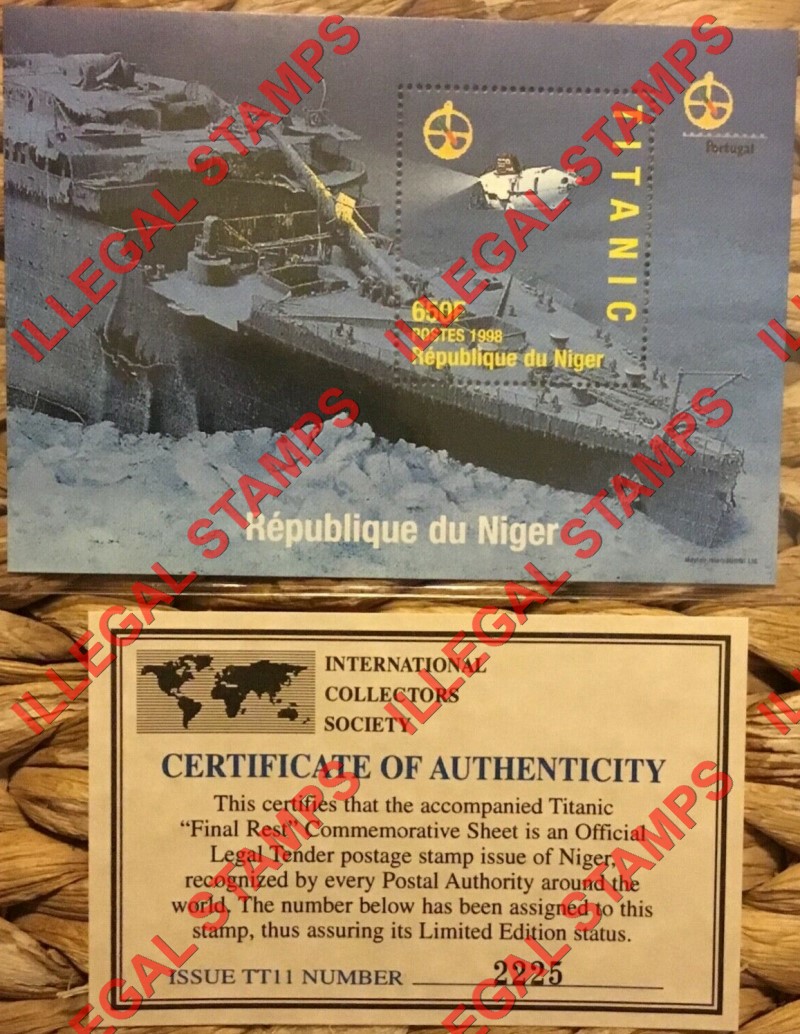 TITANIC
Portugal
650F
POSTES 1998
République du Niger
République du Niger
INTERNATIONAL
COLLECTORS
SOCIETY
CERTIFICATE OF AUTHENTICITY
This certifies that the accompanied Titanic
“Final Rest” Commemorative Sheet is an Official
Legal Tender postage stamp issue of Niger,
recognized by every Postal Authority around the
world. The number below has been assigned to this
stamp, thus assuring its Limited Edition status.
ISSUE TT11 NUMBER 2225
ILLEGAL STAMPS
ILLEGAL STAMPS
ILLEGAL STAMPS
ILLEGAL STAMPS
ILLEGAL STAMPS
ILLEGAL STAMPS